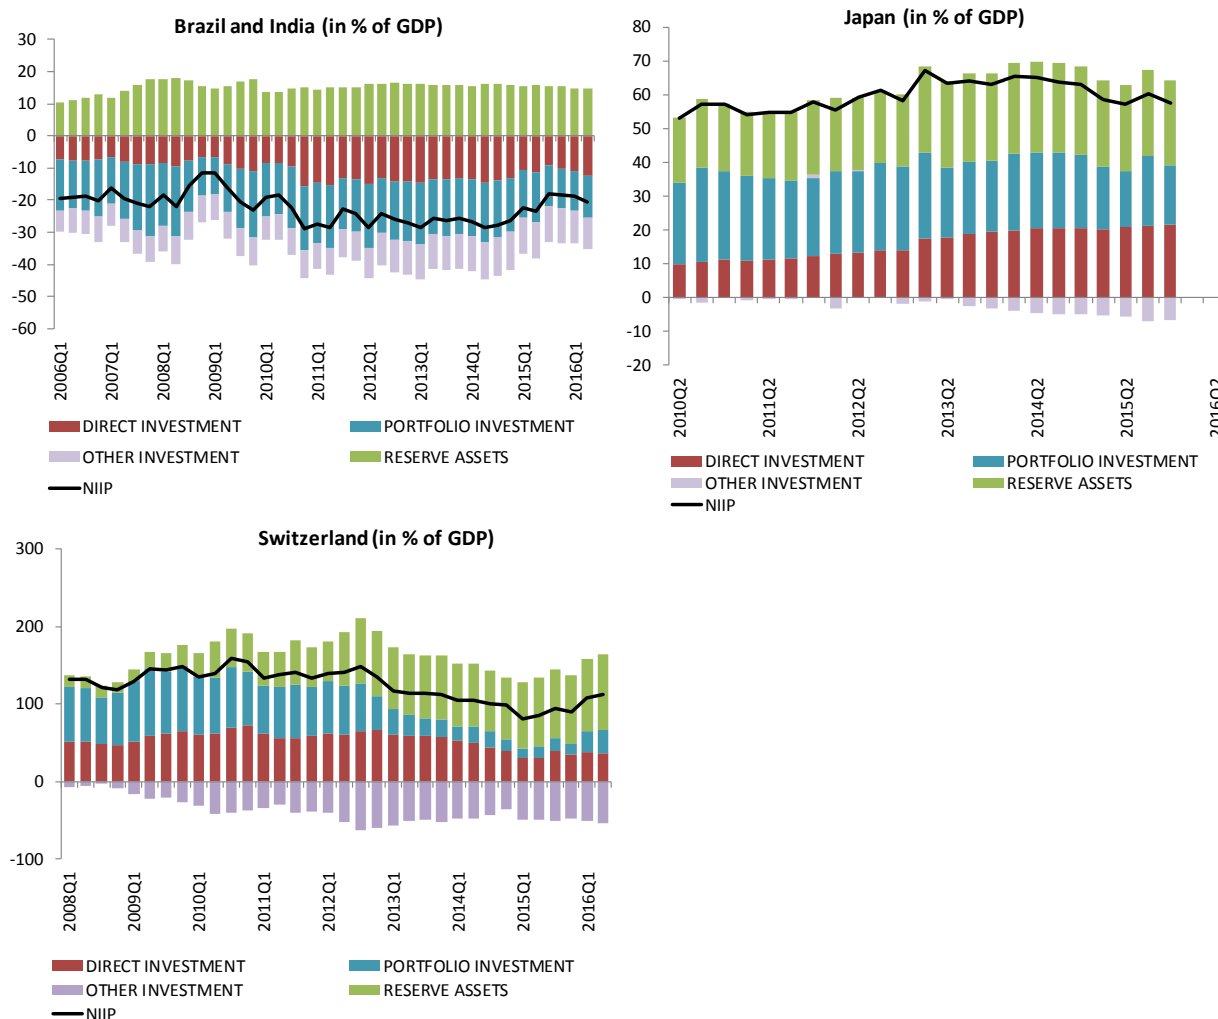 Brazil and India (in % of GDP)
30
20
10
0
-10
-20
-30
-40
-50
-60
2006Q1
2007Q1
2008Q1
2009Q1
2010Q1
2011Q1
2012Q1
2013Q1
2014Q1
2015Q1
2016Q1
DIRECT INVESTMENT
PORTFOLIO INVESTMENT
OTHER INVESTMENT
RESERVE ASSETS
NIIP
Japan (in % of GDP)
80
70
60
50
40
30
20
10
0
-10
-20
2010Q2
2011Q2
2012Q2
2013Q2
2014Q2
2015Q2
2016Q2
DIRECT INVESTMENT
PORTFOLIO INVESTMENT
OTHER INVESTMENT
RESERVE ASSETS
NIIP
Switzerland (in % of GDP)
300
200
100
0
-100
2008Q1
2009Q1
2010Q1
2011Q1
2012Q1
2013Q1
2014Q1
2015Q1
2016Q1
DIRECT INVESTMENT
PORTFOLIO INVESTMENT
OTHER INVESTMENT
RESERVE ASSETS
NIIP